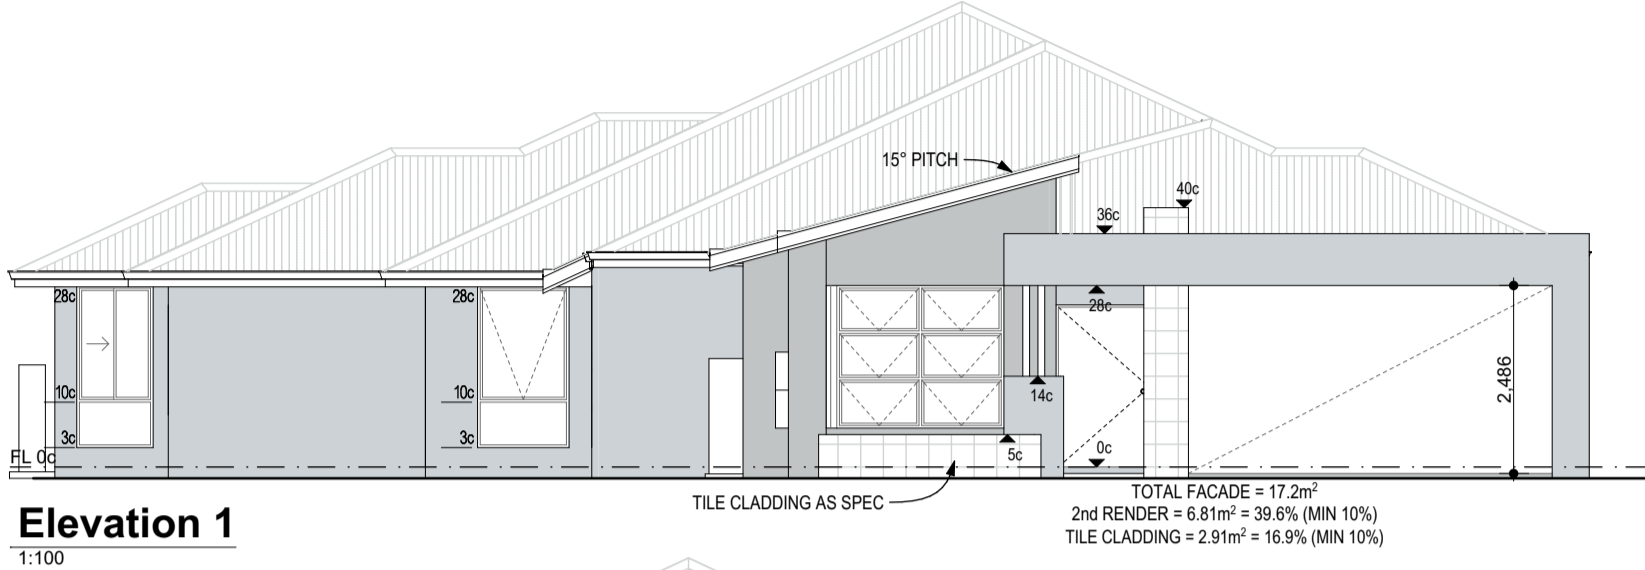 15° PITCH
40c
36c
28c
28c
28c
2,486
10c
10c
14c
3c
3c
5c
0c
FL 0c
TILE CLADDING AS SPEC
TOTAL FACADE = 17.2m²
2nd RENDER = 6.81m² = 39.6% (MIN 10%)
TILE CLADDING = 2.91m² = 16.9% (MIN 10%)
Elevation 1
1:100